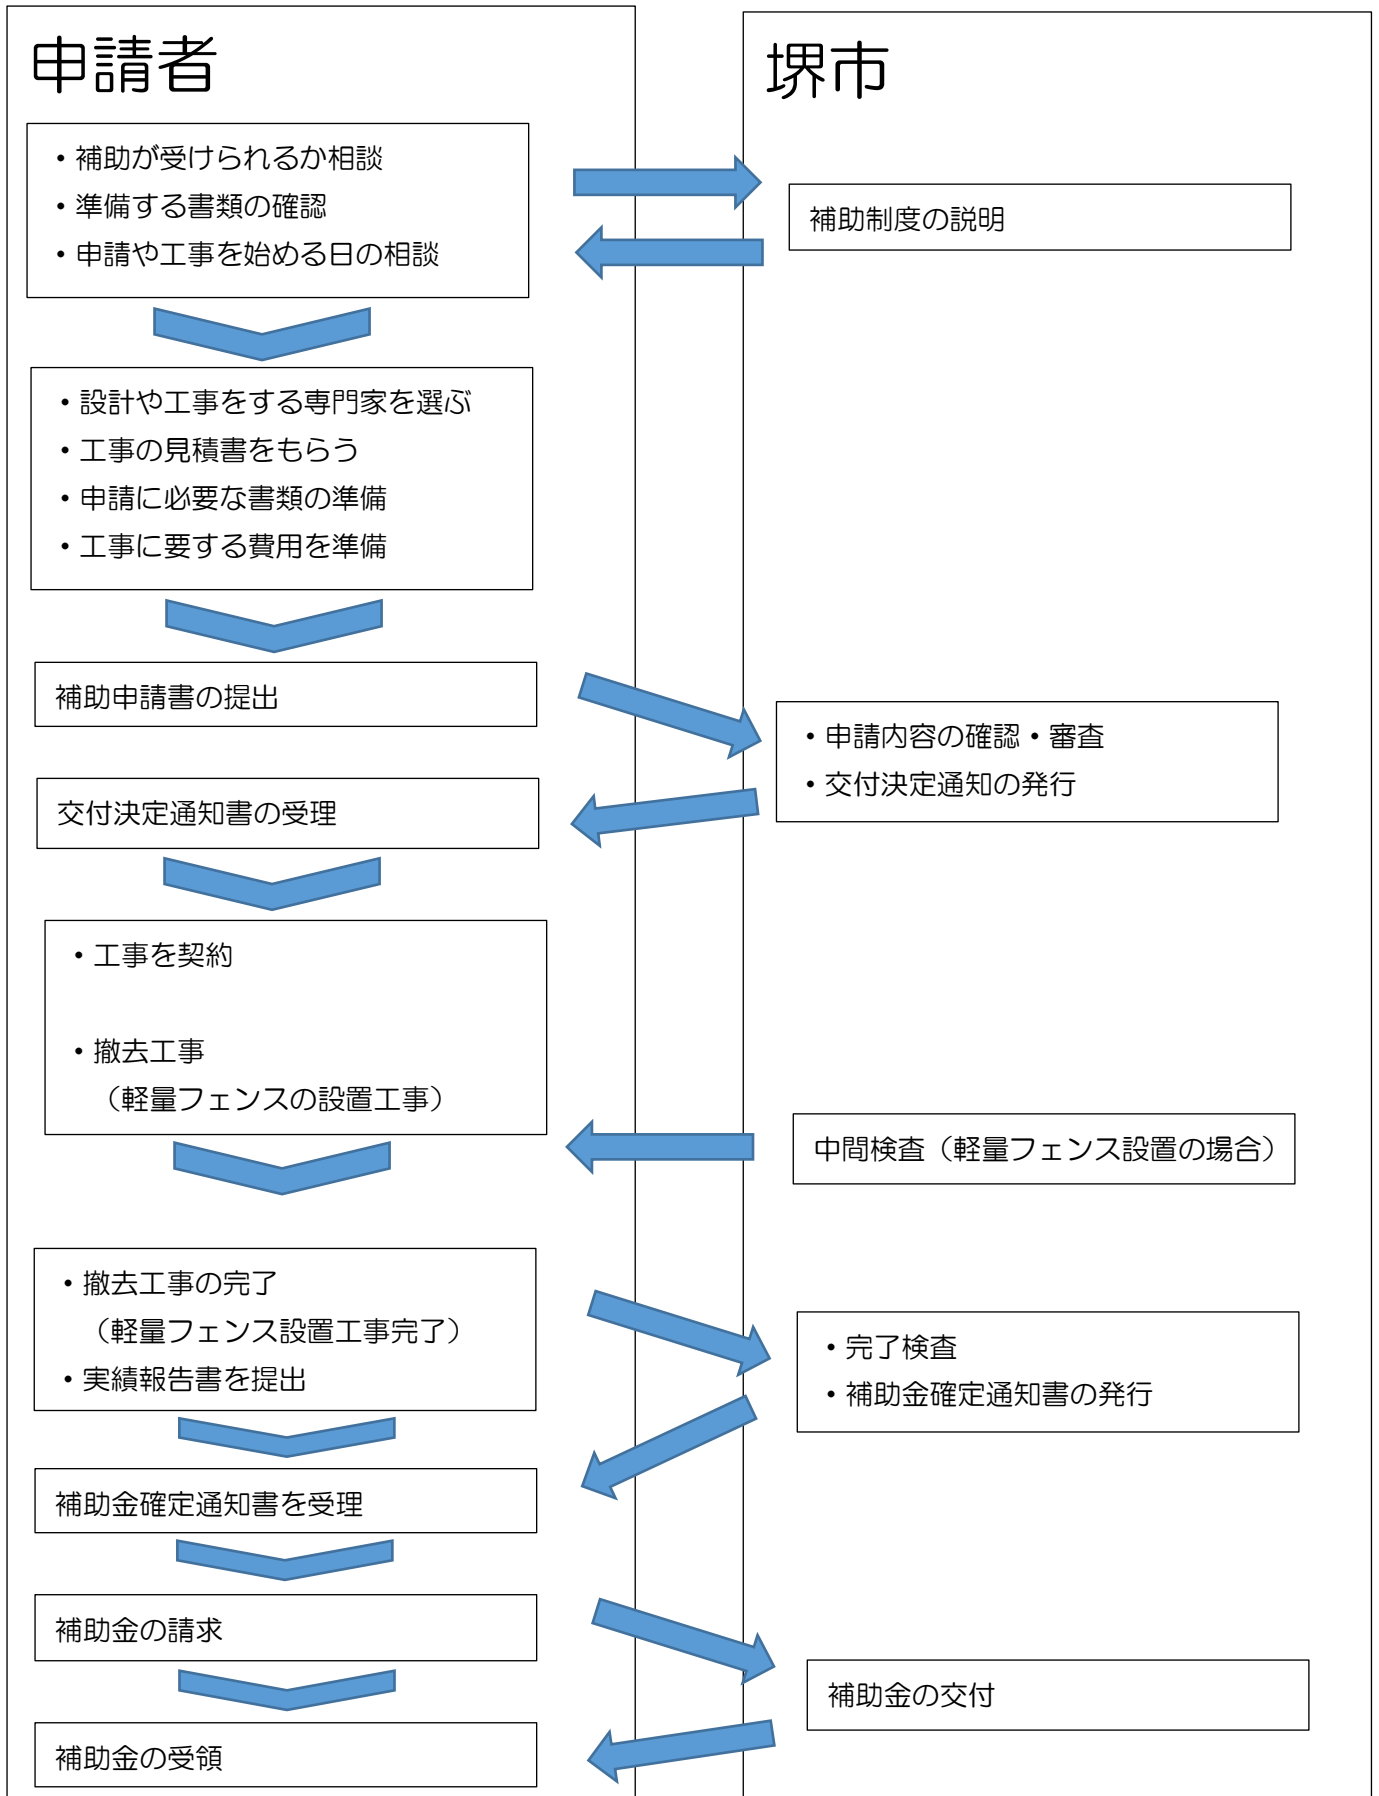 申請者
堺市
・補助が受けられるか相談
・準備する書類の確認
・申請や工事を始める日の相談
補助制度の説明
・設計や工事をする専門家を選ぶ
・工事の見積書をもらう
・申請に必要な書類の準備
・工事に要する費用を準備
補助申請書の提出
・申請内容の確認・審査
・交付決定通知の発行
交付決定通知書の受理
・工事を契約
・撤去工事
（軽量フェンスの設置工事）
中間検査（軽量フェンス設置の場合）
・撤去工事の完了
（軽量フェンス設置工事完了）
・実績報告書を提出
・完了検査
・補助金確定通知書の発行
補助金確定通知書を受理
補助金の請求
補助金の交付
補助金の受領